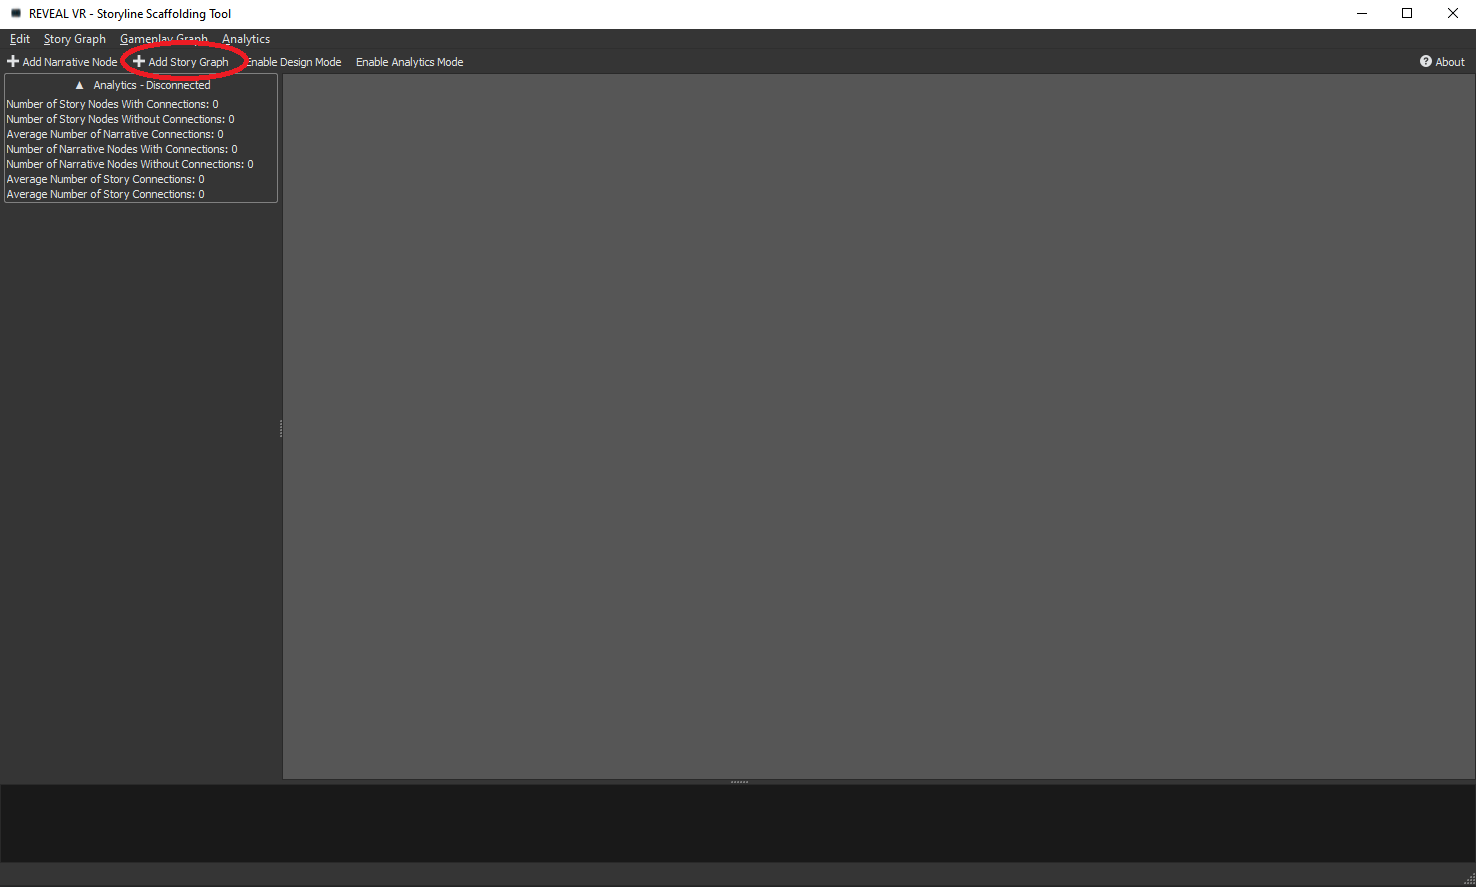 REVEAL VR - Storyline Scaffolding Tool
Edit Story Graph Gameplay Graph Analytics
Add Narrative Node Add Story Graph Enable Design Mode Enable Analytics Mode About
Analytics - Disconnected
Number of Story Nodes With Connections: 0
Number of Story Nodes Without Connections: 0
Average Number of Narrative Connections: 0
Number of Narrative Nodes With Connections: 0
Number of Narrative Nodes Without Connections: 0
Average Number of Story Connections: 0
Average Number of Story Connections: 0